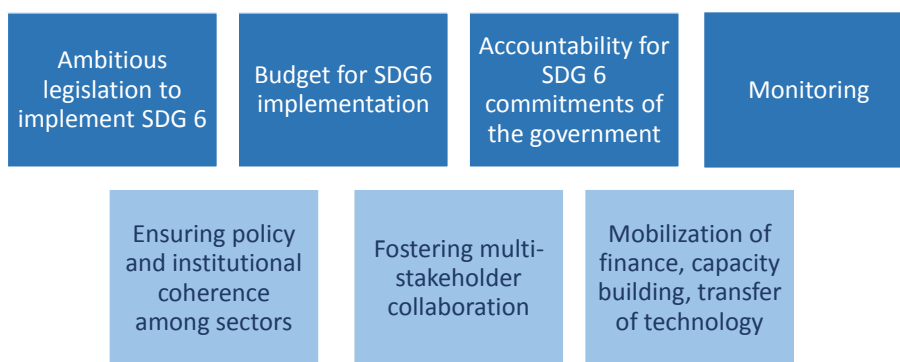 Ambitious
legislation to
implement SDG 6
Budget for SDG6
implementation
Accountability for
SDG 6
commitments of
the government
Monitoring
Ensuring policy
and institutional
coherence
among sectors
Fostering multi-
stakeholder
collaboration
Mobilization of
finance, capacity
building, transfer
of technology